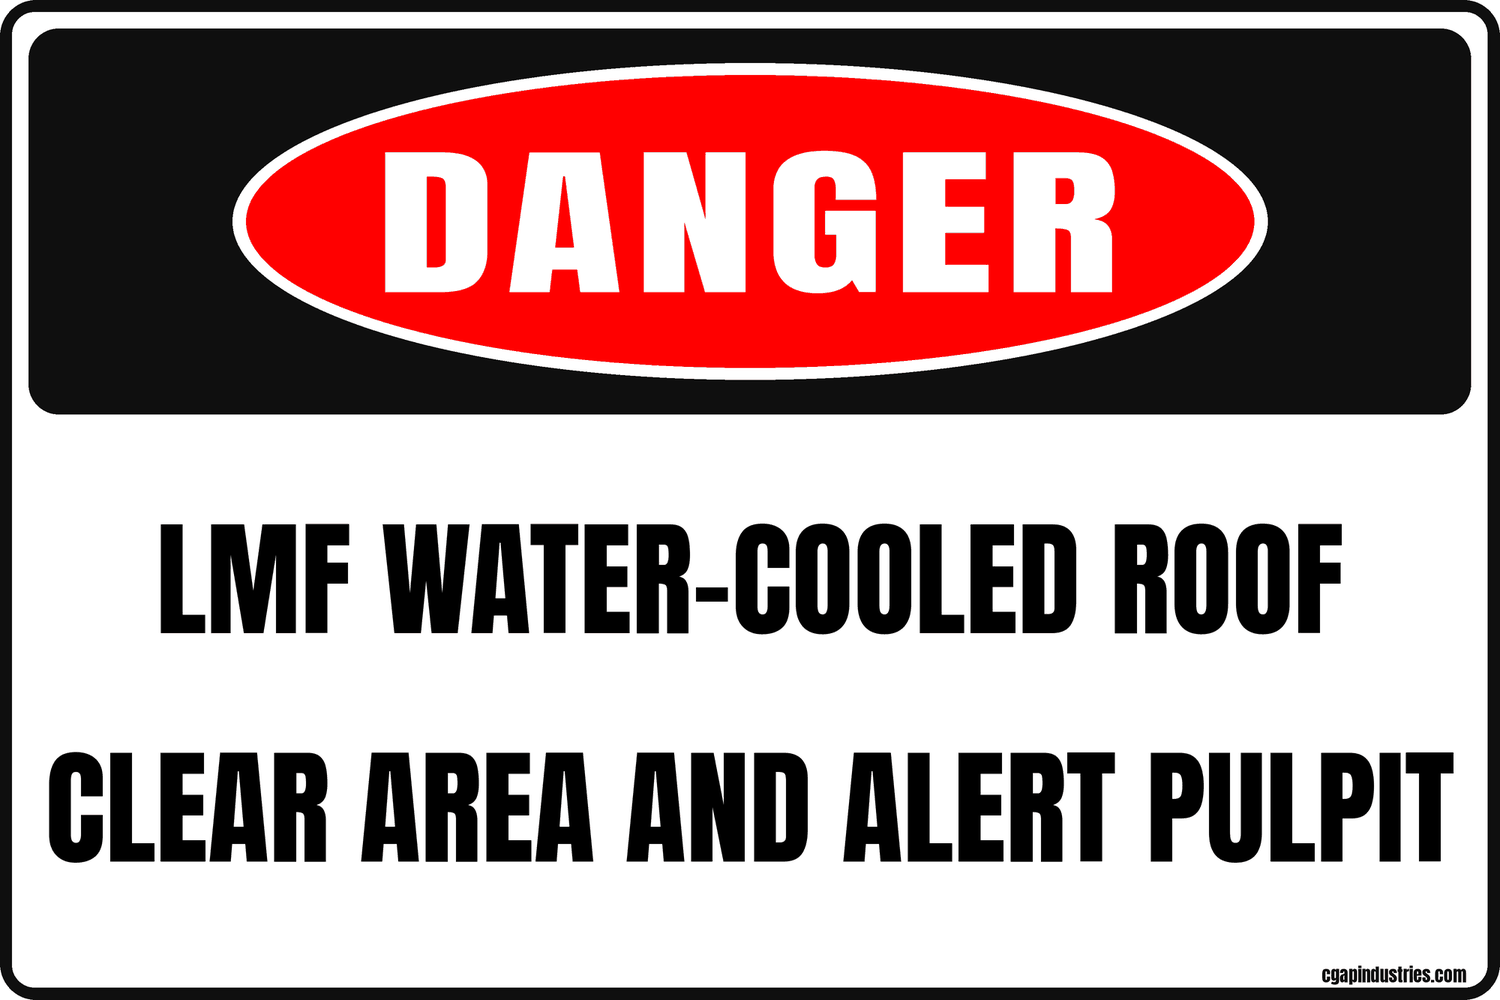 DANGER
LMF WATER-COOLED ROOF
CLEAR AREA AND ALERT PULPIT
cgapindustries.com